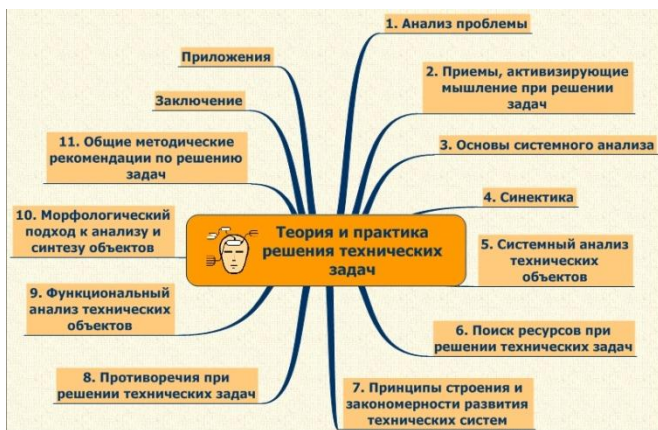 1. Анализ проблемы
2. Приемы, активизирующие
мышление при решении
задач
3. Основы системного анализа
4. Синектика
5. Системный анализ
технических
объектов
6. Поиск ресурсов при
решении технических задач
7. Принципы строения и
закономерности развития
технических систем
8. Противоречия при
решении технических задач
9. Функциональный
анализ технических
объектов
10. Морфологический
подход к анализу и
синтезу объектов
11. Общие методические
рекомендации по решению
задач
Заключение
Приложения
Теория и практика
решения технических
задач